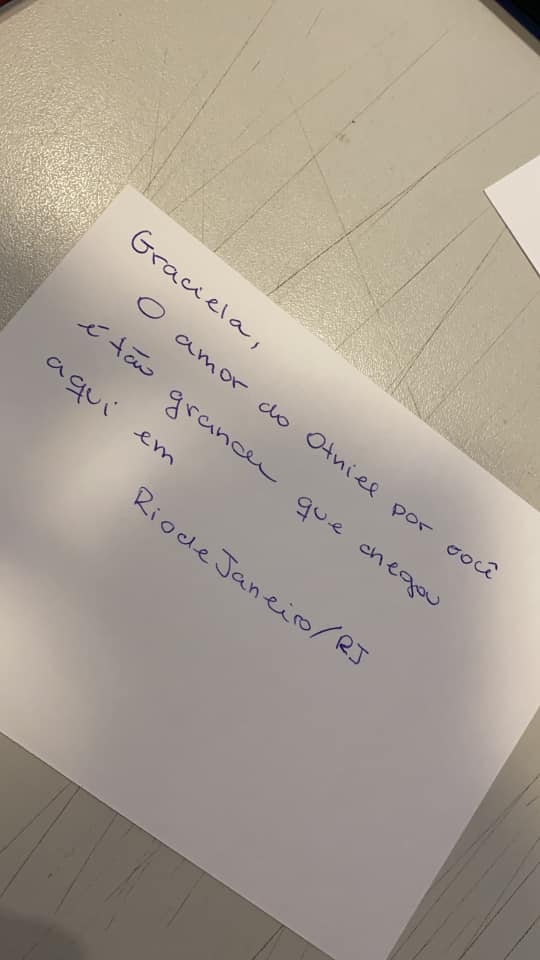 Graciela,
O amor do Otniel por você
é tão grande que chegou
aqui em
Rio de Janeiro/RJ